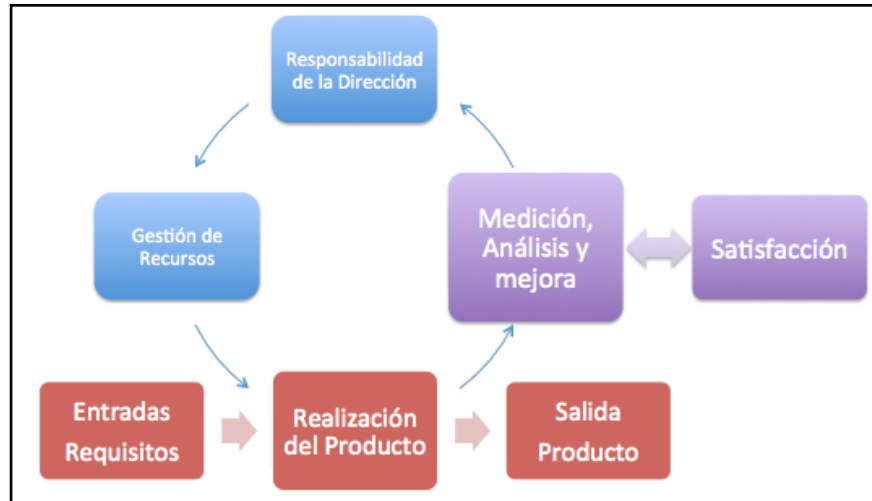 Responsabilidad
de la Dirección
Gestión de
Recursos
Medición,
Análisis y
mejora
Satisfacción
Entradas
Requisitos
Realización
del Producto
Salida
Producto